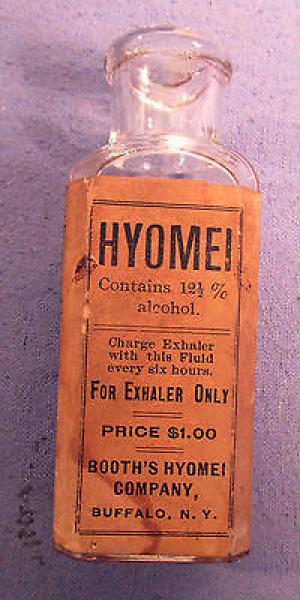 HYOMEI
Contains 12½ %
alcohol.
Charge Exhaler
with this Fluid
every six hours.
FOR EXHALER ONLY
PRICE $1.00
BOOTH'S HYOMEI
COMPANY,
BUFFALO, N. Y.